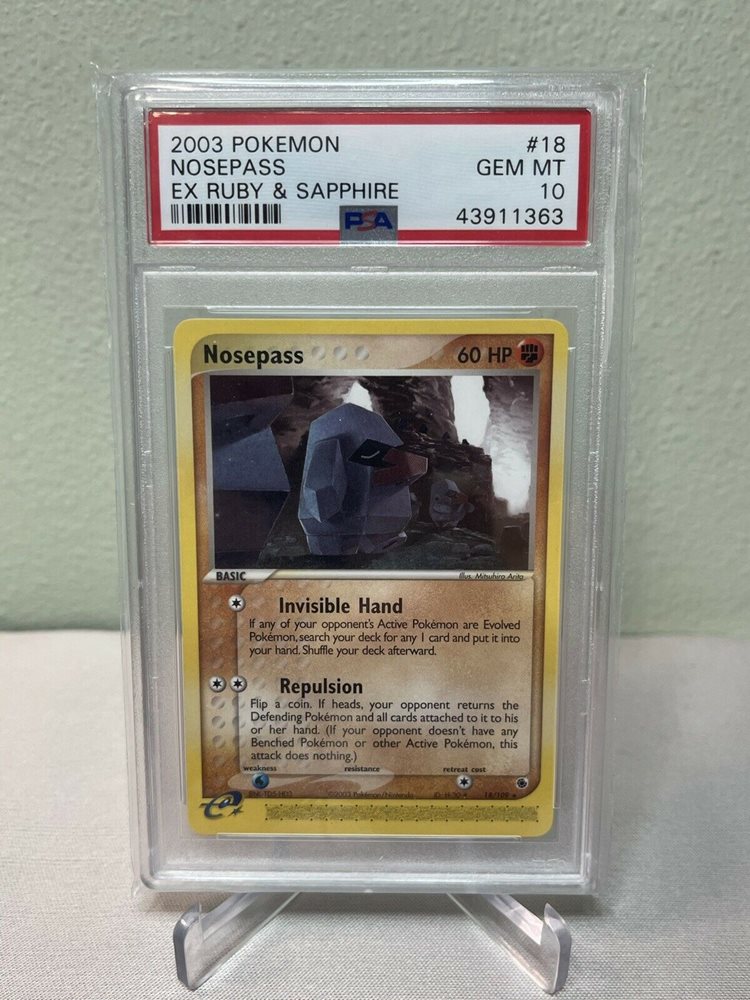 2003 POKEMON #18
NOSEPASS GEM MT
EX RUBY & SAPPHIRE 10
PSA 43911363
Nosepass 60 HP
BASIC Illus. Mitsuhiro Arita
Invisible Hand
If any of your opponent's Active Pokémon are Evolved
Pokémon, search your deck for any 1 card and put it into
your hand. Shuffle your deck afterward.
Repulsion
Flip a coin. If heads, your opponent returns the
Defending Pokémon and all cards attached to it to his
or her hand. (If your opponent doesn't have any
Benched Pokémon or other Active Pokémon, this
attack does nothing.)
weakness resistance retreat cost
©2003 Pokémon/Nintendo 18/109
e